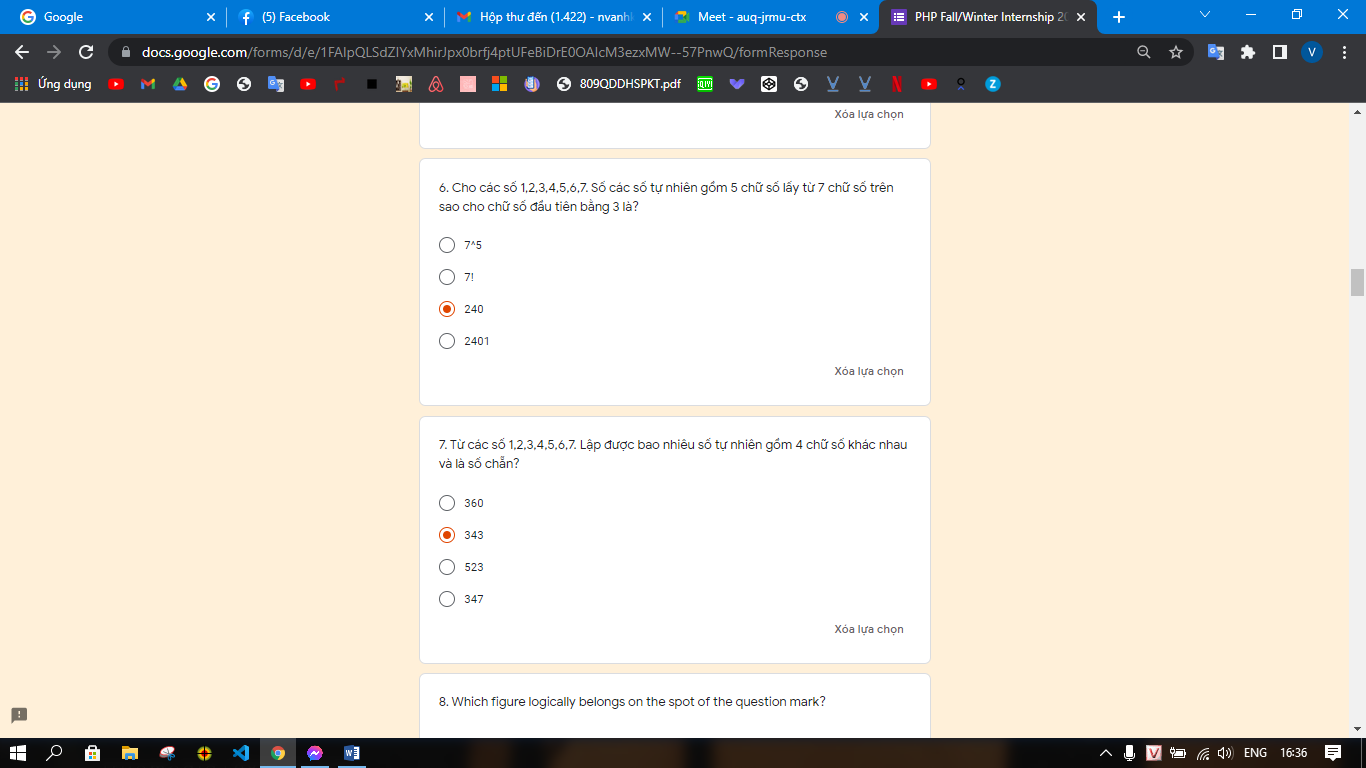 Google
(5) Facebook
Hộp thư đến (1.422) - nvanhl
Meet - auq-jrmu-ctx
PHP Fall/Winter Internship 20
docs.google.com/forms/d/e/1FAIpQLSdZIYxMhirJpx0brfj4ptUFeBiDrE0OAIcM3ezxMW--57PnwQ/formResponse
V
Ứng dụng
809QDDHSPKT.pdf
Xóa lựa chọn
6. Cho các số 1,2,3,4,5,6,7. Số các số tự nhiên gồm 5 chữ số lấy từ 7 chữ số trên
sao cho chữ số đầu tiên bằng 3 là?
7^5
7!
240
2401
Xóa lựa chọn
7. Từ các số 1,2,3,4,5,6,7. Lập được bao nhiêu số tự nhiên gồm 4 chữ số khác nhau
và là số chẵn?
360
343
523
347
Xóa lựa chọn
8. Which figure logically belongs on the spot of the question mark?
ENG
16:36